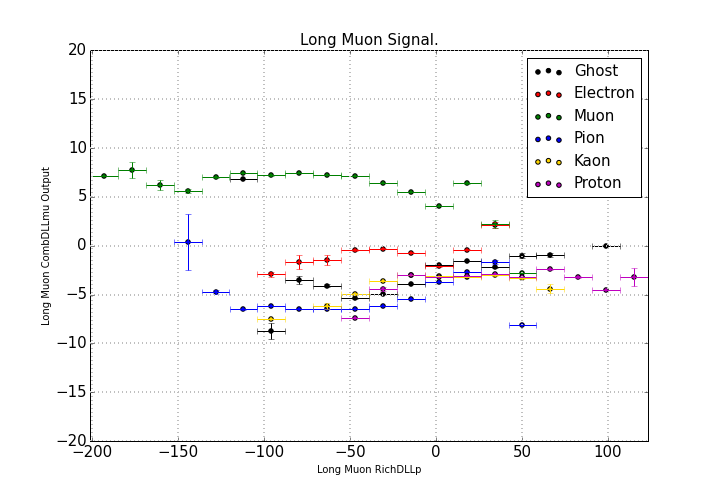 Long Muon Signal.
20
15
10
5
0
−5
−10
−15
−20
Long Muon CombDLLmu Output
Ghost
Electron
Muon
Pion
Kaon
Proton
−200 −150 −100 −50 0 50 100
Long Muon RichDLLp